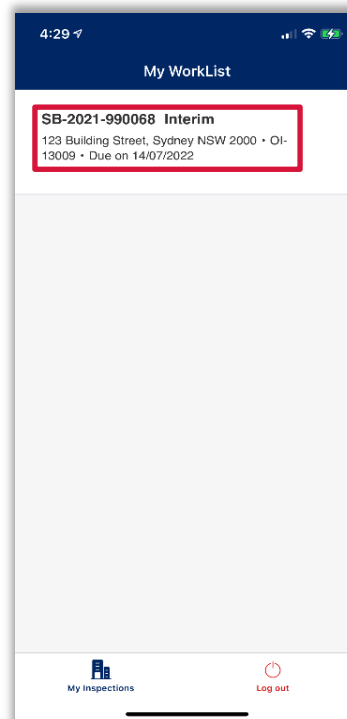 4:29
My WorkList
SB-2021-990068 Interim
123 Building Street, Sydney NSW 2000 • OI-
13009 • Due on 14/07/2022
My Inspections
Log out